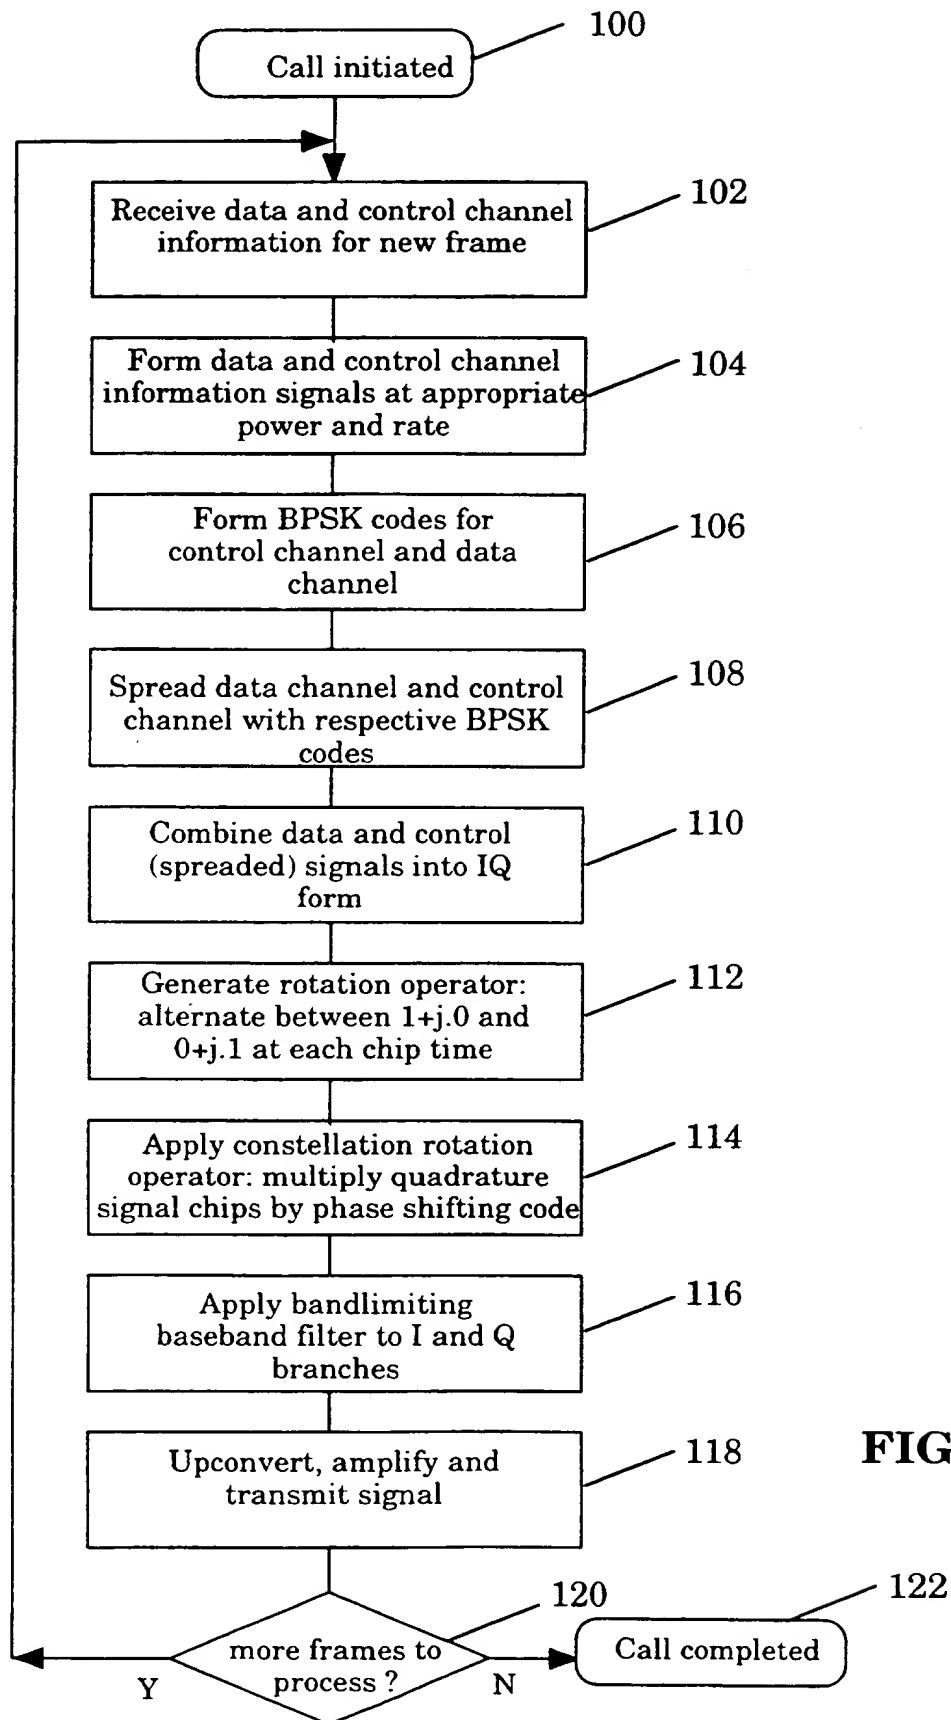 100
Call initiated
102
Receive data and control channel
information for new frame
104
Form data and control channel
information signals at appropriate
power and rate
106
Form BPSK codes for
control channel and data
channel
108
Spread data channel and control
channel with respective BPSK
codes
110
Combine data and control
(spreaded) signals into IQ
form
112
Generate rotation operator:
alternate between 1+j.0 and
0+j.1 at each chip time
114
Apply constellation rotation
operator: multiply quadrature
signal chips by phase shifting code
116
Apply bandlimiting
baseband filter to I and Q
branches
118
Upconvert, amplify and
transmit signal
FIG
120
122
more frames to
process ?
Call completed
Y
N